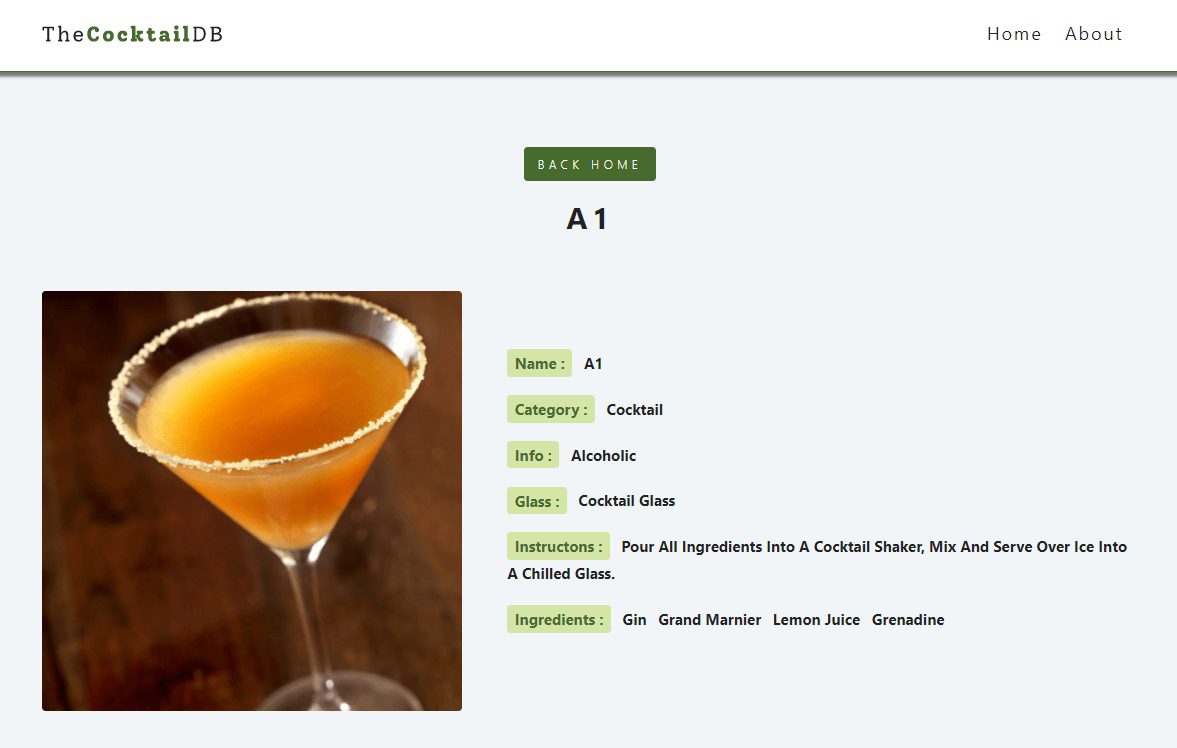 TheCocktailDB
Home About
BACK HOME
A1
Name : A1
Category : Cocktail
Info : Alcoholic
Glass : Cocktail Glass
Instructons : Pour All Ingredients Into A Cocktail Shaker, Mix And Serve Over Ice Into
A Chilled Glass.
Ingredients : Gin Grand Marnier Lemon Juice Grenadine